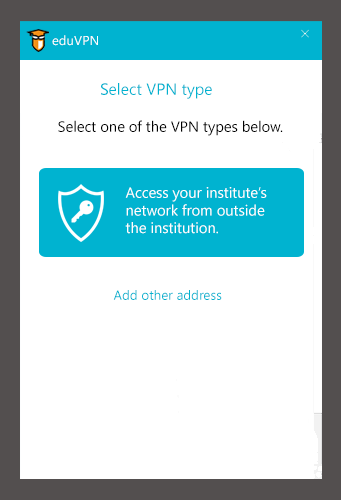 eduVPN
Select VPN type
Select one of the VPN types below.
Access your institute's
network from outside
the institution.
Add other address